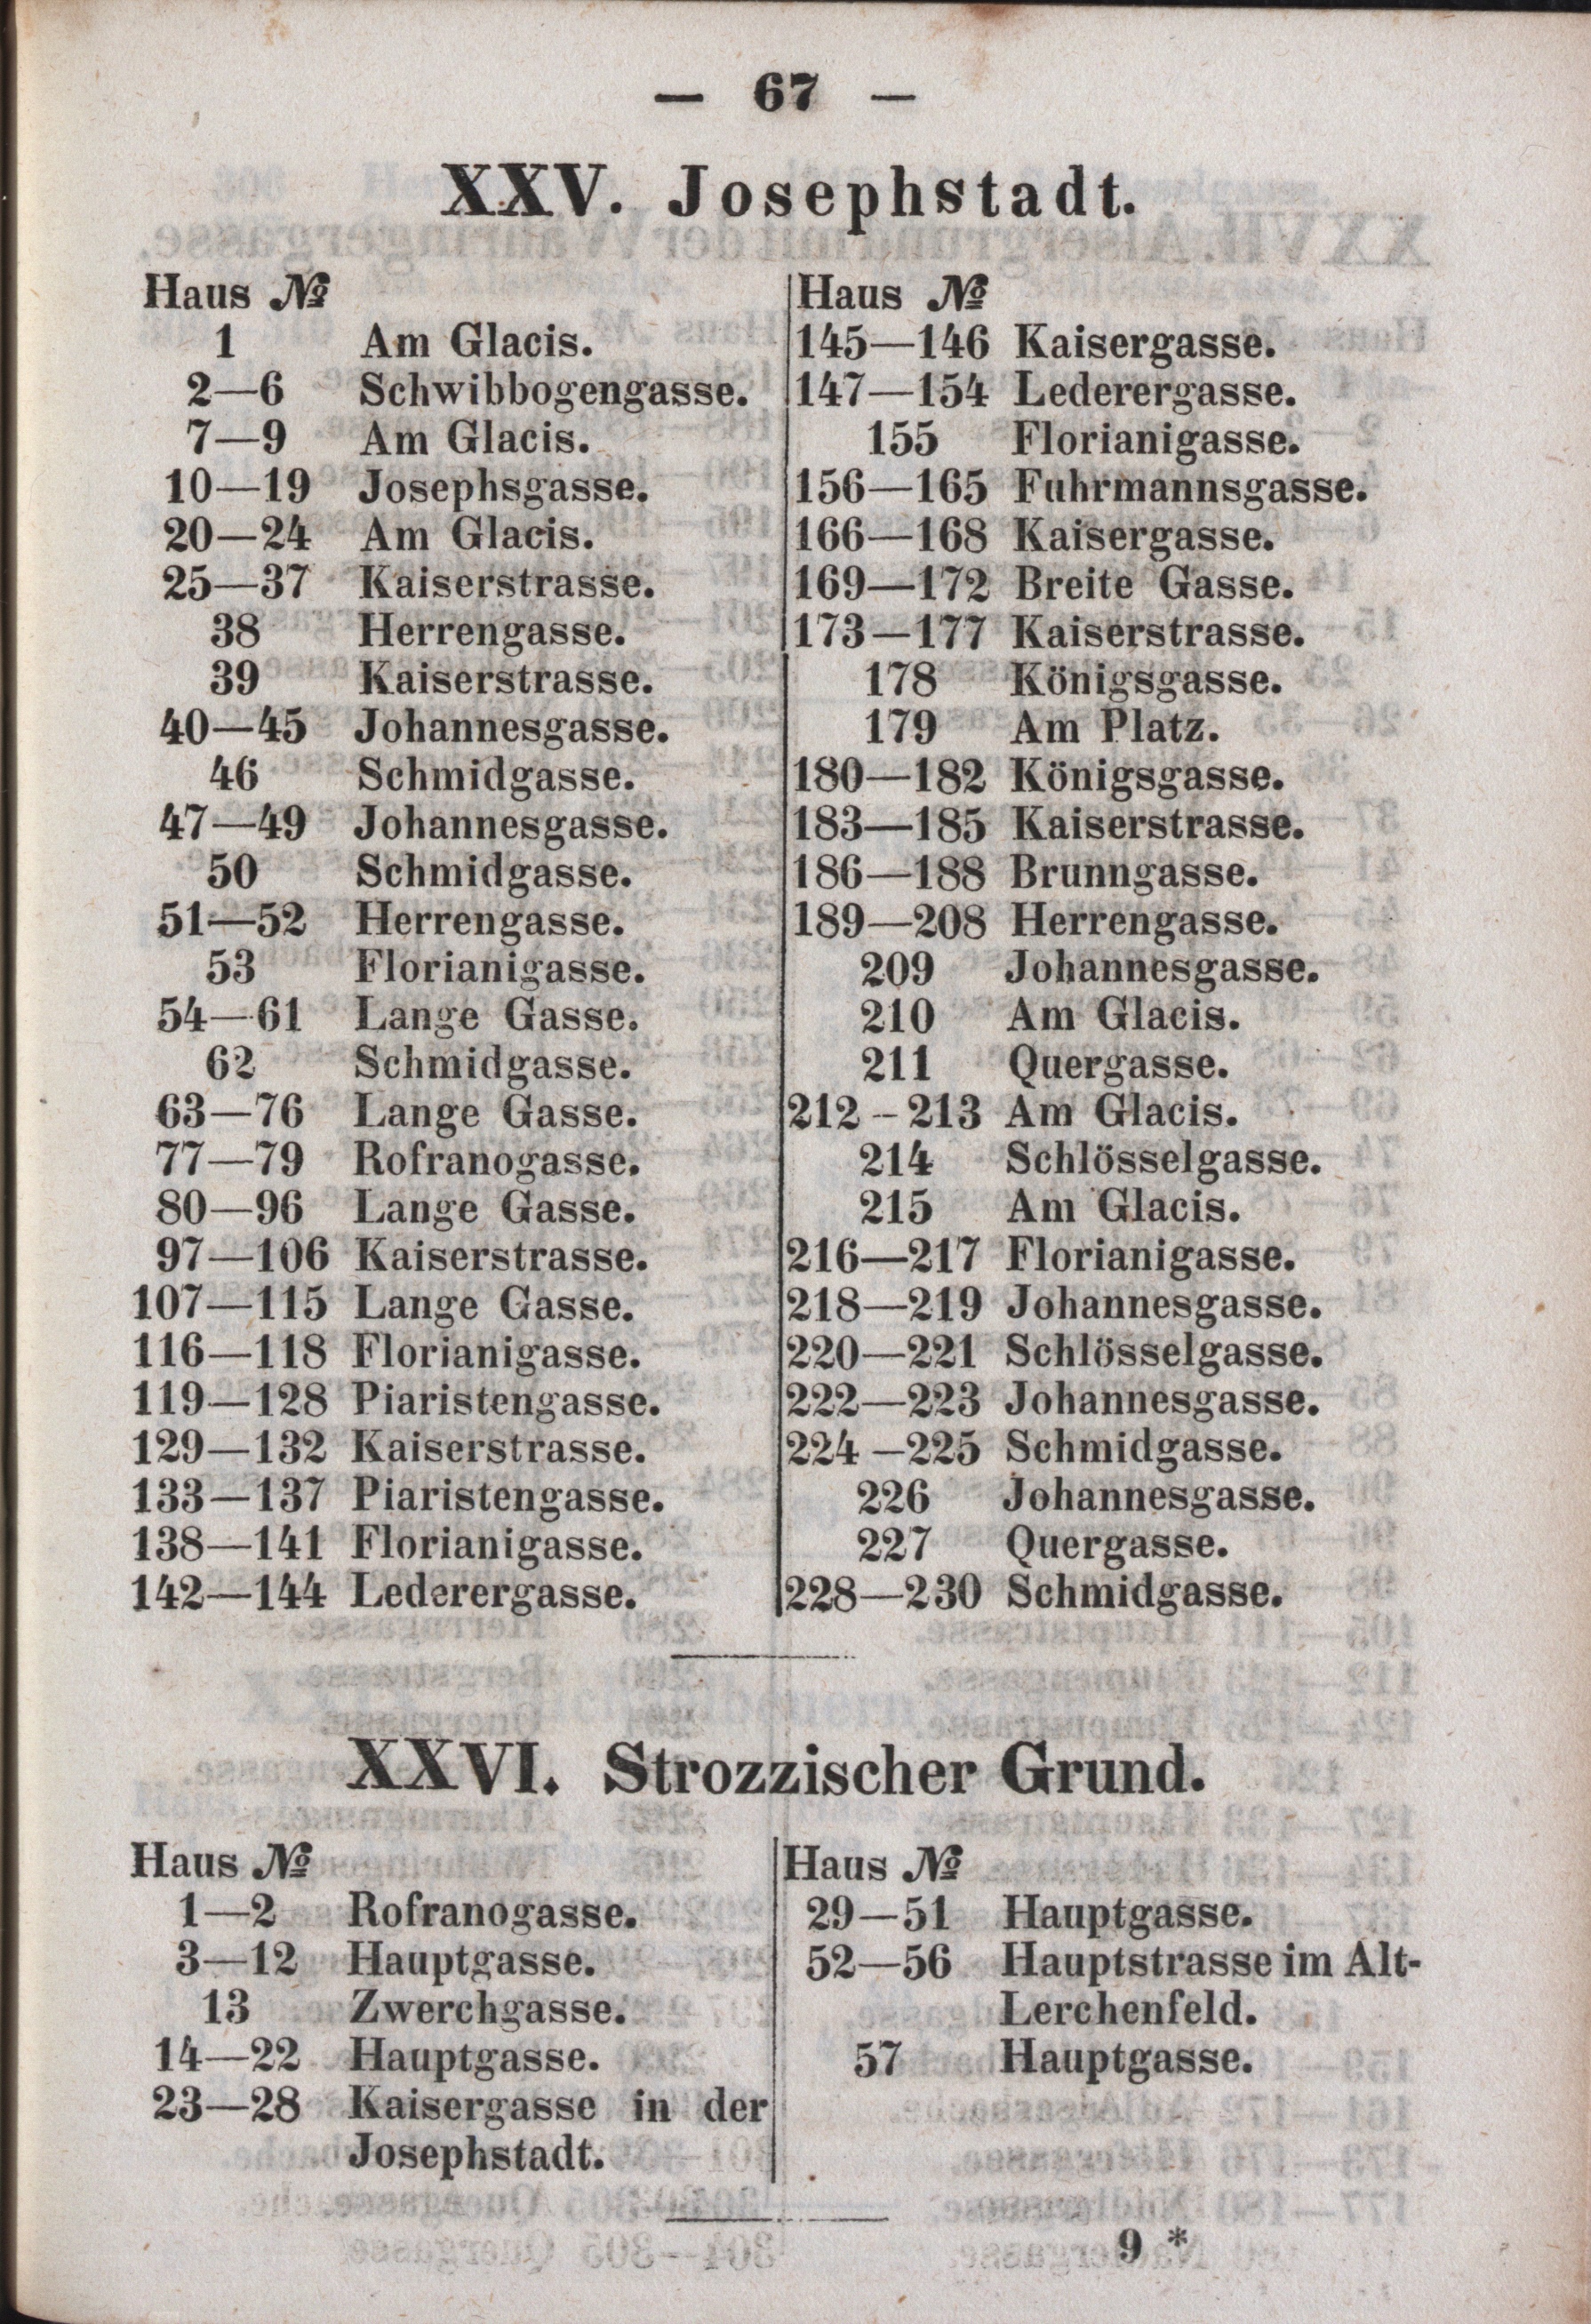 — 67 —
XXV. Josephstadt.
Haus №
1 Am Glacis.
2—6 Schwibbogengasse.
7—9 Am Glacis.
10—19 Josephsgasse.
20—24 Am Glacis.
25—37 Kaiserstrasse.
38 Herrengasse.
39 Kaiserstrasse.
40—45 Johannesgasse.
46 Schmidgasse.
47—49 Johannesgasse.
50 Schmidgasse.
51—52 Herrengasse.
53 Florianigasse.
54—61 Lange Gasse.
62 Schmidgasse.
63—76 Lange Gasse.
77—79 Rofranogasse.
80—96 Lange Gasse.
97—106 Kaiserstrasse.
107—115 Lange Gasse.
116—118 Florianigasse.
119—128 Piaristengasse.
129—132 Kaiserstrasse.
133—137 Piaristengasse.
138—141 Florianigasse.
142—144 Lederergasse.
Haus №
145—146 Kaisergasse.
147—154 Lederergasse.
155 Florianigasse.
156—165 Fuhrmannsgasse.
166—168 Kaisergasse.
169—172 Breite Gasse.
173—177 Kaiserstrasse.
178 Königsgasse.
179 Am Platz.
180—182 Königsgasse.
183—185 Kaiserstrasse.
186—188 Brunngasse.
189—208 Herrengasse.
209 Johannesgasse.
210 Am Glacis.
211 Quergasse.
212–213 Am Glacis.
214 Schlösselgasse.
215 Am Glacis.
216—217 Florianigasse.
218—219 Johannesgasse.
220—221 Schlösselgasse.
222—223 Johannesgasse.
224—225 Schmidgasse.
226 Johannesgasse.
227 Quergasse.
228—230 Schmidgasse.
XXVI. Strozzischer Grund.
Haus №
1—2 Rofranogasse.
3—12 Hauptgasse.
13 Zwerchgasse.
14—22 Hauptgasse.
23—28 Kaisergasse in der
Josephstadt.
Haus №
29—51 Hauptgasse.
52—56 Hauptstrasse im Alt-
Lerchenfeld.
57 Hauptgasse.
9 *